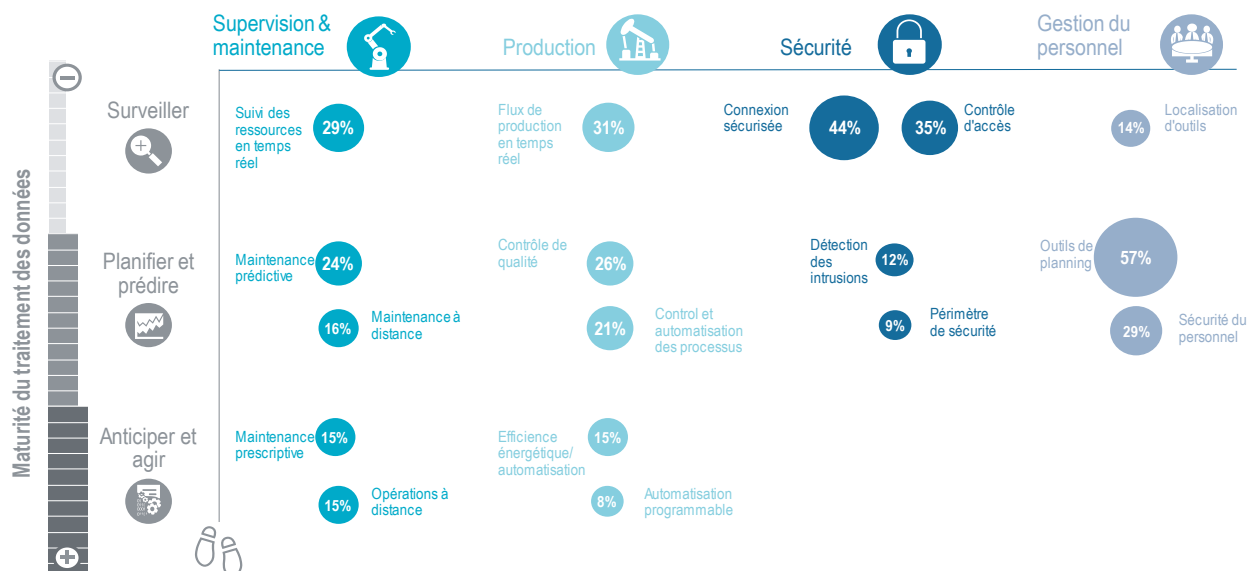 Supervision &
maintenance
Production
Sécurité
Gestion du
personnel
Maturité du traitement des données
Surveiller
Suivi des
ressources
en temps
réel
29%
Flux de
production
en temps
réel
31%
Connexion
sécurisée
44%
35%
Contrôle
d'accès
14%
Localisation
d'outils
Planifier et
prédire
Maintenance
prédictive
24%
16%
Maintenance à
distance
Contrôle de
qualité
26%
21%
Control et
automatisation
des processus
Détection
des
intrusions
12%
9%
Périmètre
de sécurité
Outils de
planning
57%
29%
Sécurité du
personnel
Anticiper et
agir
Maintenance
prescriptive
15%
15%
Opérations à
distance
Efficience
énergétique/
automatisation
15%
8%
Automatisation
programmable